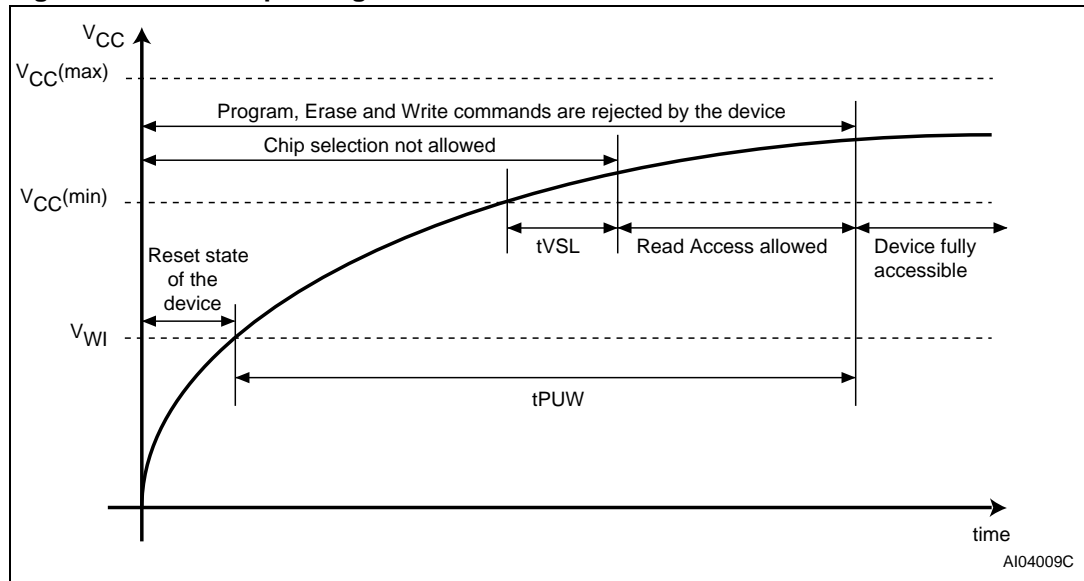 VCC
VCC(max)
Program, Erase and Write commands are rejected by the device
Chip selection not allowed
VCC(min)
tVSL
Read Access allowed
Device fully
accessible
Reset state
of the
device
VWI
tPUW
time
AI04009C